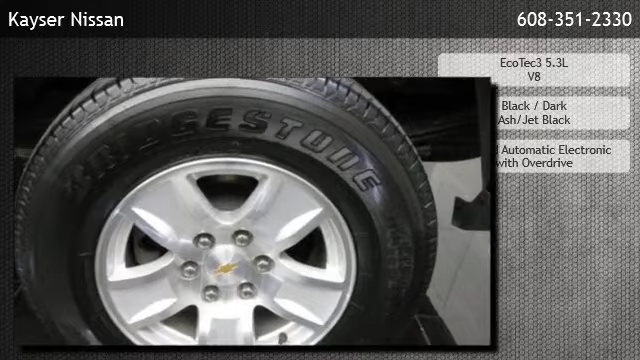 Kayser Nissan
608-351-2330
EcoTec3 5.3L
V8
Black / Dark
Ash/Jet Black
Automatic Electronic
with Overdrive
BRIDGESTONE